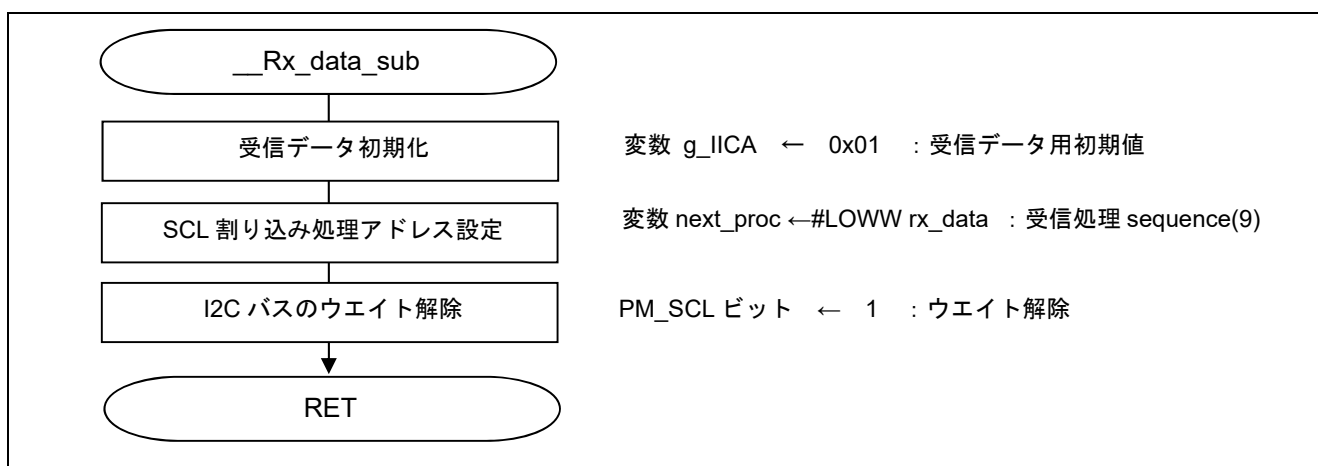 __Rx_data_sub
受信データ初期化 変数 g_IICA ← 0x01 : 受信データ用初期値
SCL 割り込み処理アドレス設定 変数 next_proc ←#LOWW rx_data : 受信処理 sequence(9)
I2C バスのウエイト解除 PM_SCL ビット ← 1 : ウエイト解除
RET